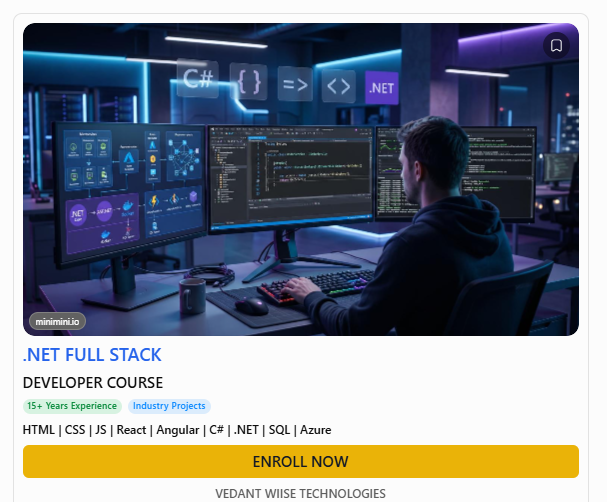 C# { } => <> .NET
minimini.io
.NET FULL STACK
DEVELOPER COURSE
15+ Years Experience Industry Projects
HTML | CSS | JS | React | Angular | C# | .NET | SQL | Azure
ENROLL NOW
VEDANT WIISE TECHNOLOGIES